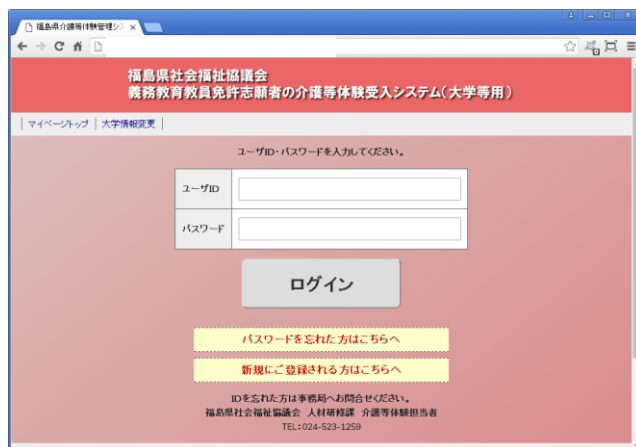 福島県介護等体験管理シス
福島県社会福祉協議会
義務教育教員免許志願者の介護等体験受入システム(大学等用)
| マイページトップ | 大学情報変更 |
ユーザID・パスワードを入力してください。
ユーザID
パスワード
ログイン
パスワードを忘れた方はこちらへ
新規にご登録される方はこちらへ
IDを忘れた方は事務局へお問合せください。
福島県社会福祉協議会 人材研修課 介護等体験担当者
TEL:024-523-1259